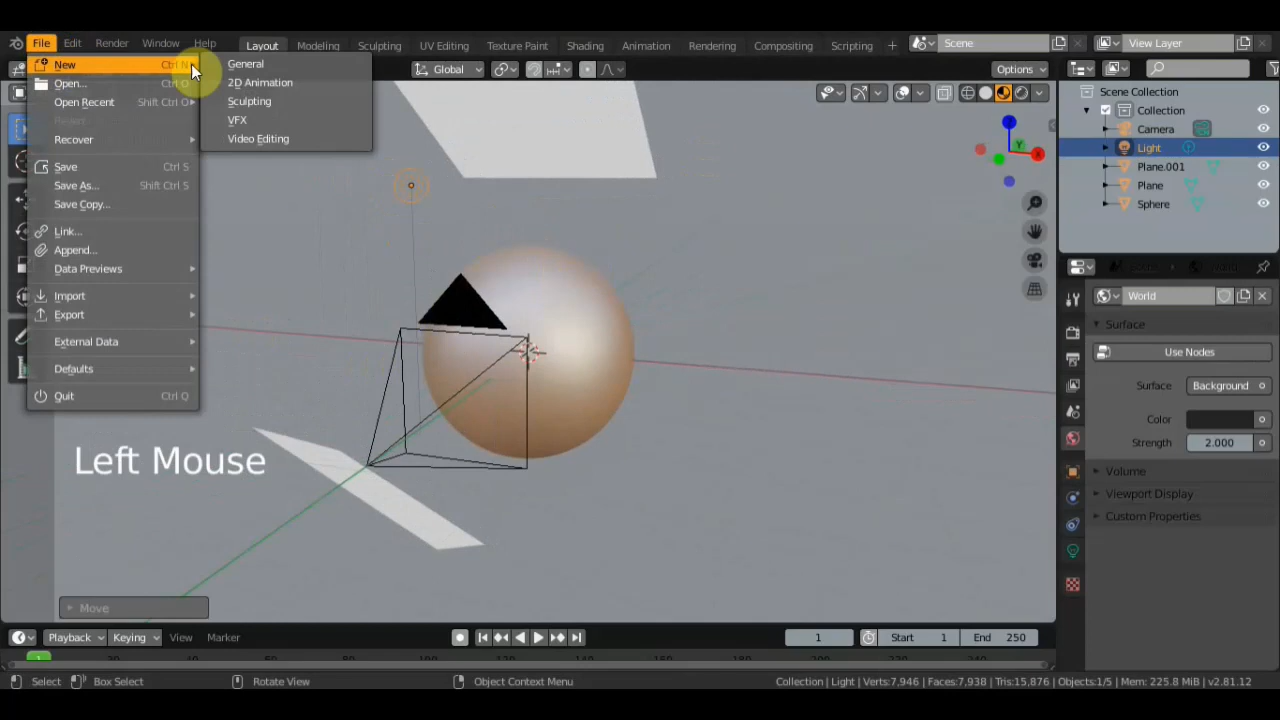 File Edit Render Window Help Layout Modeling Sculpting UV Editing Texture Paint Shading Animation Rendering Compositing Scripting + Scene View Layer
New Ctrl N
General
2D Animation
Sculpting
VFX
Video Editing
Open... Ctrl O
Open Recent Shift Ctrl O
Revert
Recover
Save Ctrl S
Save As... Shift Ctrl S
Save Copy...
Link...
Append...
Data Previews
Import
Export
External Data
Defaults
Quit Ctrl Q
Global
Options
X
Y
Z
Scene Collection
Collection
Camera
Light
Plane.001
Plane
Sphere
World
Surface
Use Nodes
Surface Background
Color
Strength 2.000
Volume
Viewport Display
Custom Properties
Left Mouse
Move
Playback Keying View Marker 1 Start 1 End 250
1
Select Box Select Rotate View Object Context Menu Collection | Light | Verts:7,946 | Faces:7,938 | Tris:15,876 | Objects:1/5 | Mem: 225.8 MiB | v2.81.12